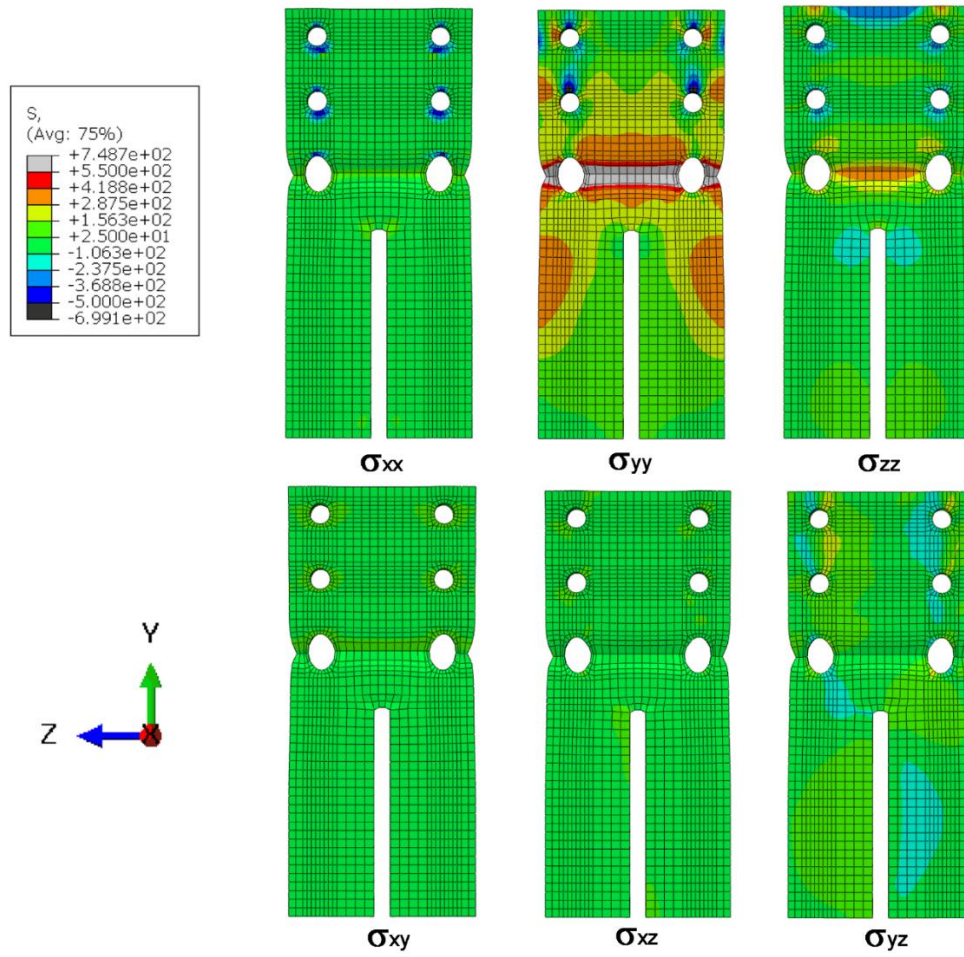 S,
(Avg: 75%)
+7.487e+02
+5.500e+02
+4.188e+02
+2.875e+02
+1.563e+02
+2.500e+01
-1.063e+02
-2.375e+02
-3.688e+02
-5.000e+02
-6.991e+02
σxx
σyy
σzz
Y
Z
X
σxy
σxz
σyz